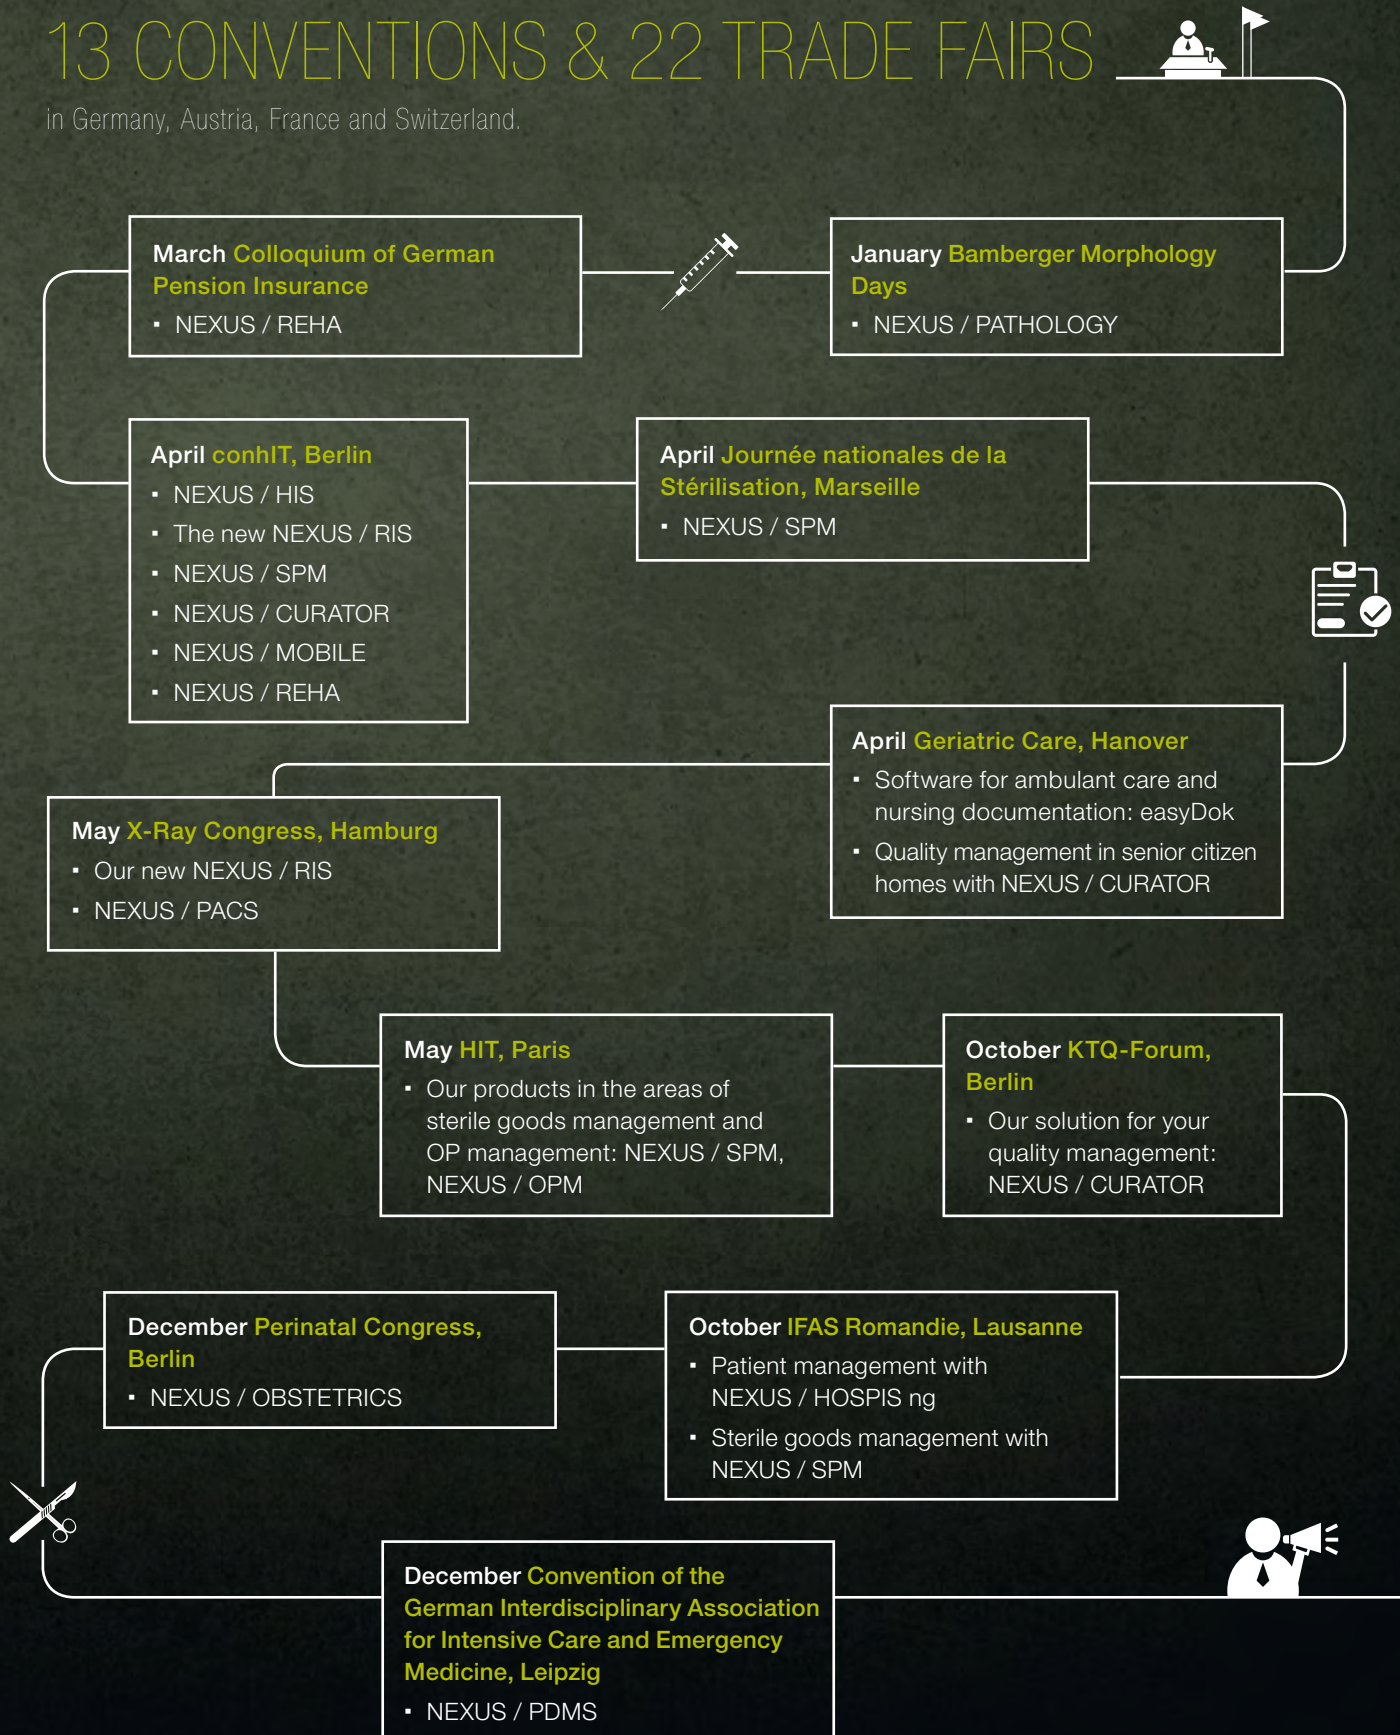 13 CONVENTIONS & 22 TRADE FAIRS
in Germany, Austria, France and Switzerland.
January Bamberger Morphology
Days
▪ NEXUS / PATHOLOGY
March Colloquium of German
Pension Insurance
▪ NEXUS / REHA
April conhIT, Berlin
▪ NEXUS / HIS
▪ The new NEXUS / RIS
▪ NEXUS / SPM
▪ NEXUS / CURATOR
▪ NEXUS / MOBILE
▪ NEXUS / REHA
April Journée nationales de la
Stérilisation, Marseille
▪ NEXUS / SPM
April Geriatric Care, Hanover
▪ Software for ambulant care and
nursing documentation: easyDok
▪ Quality management in senior citizen
homes with NEXUS / CURATOR
May X-Ray Congress, Hamburg
▪ Our new NEXUS / RIS
▪ NEXUS / PACS
May HIT, Paris
▪ Our products in the areas of
sterile goods management and
OP management: NEXUS / SPM,
NEXUS / OPM
October KTQ-Forum,
Berlin
▪ Our solution for your
quality management:
NEXUS / CURATOR
October IFAS Romandie, Lausanne
▪ Patient management with
NEXUS / HOSPIS ng
▪ Sterile goods management with
NEXUS / SPM
December Perinatal Congress,
Berlin
▪ NEXUS / OBSTETRICS
December Convention of the
German Interdisciplinary Association
for Intensive Care and Emergency
Medicine, Leipzig
▪ NEXUS / PDMS